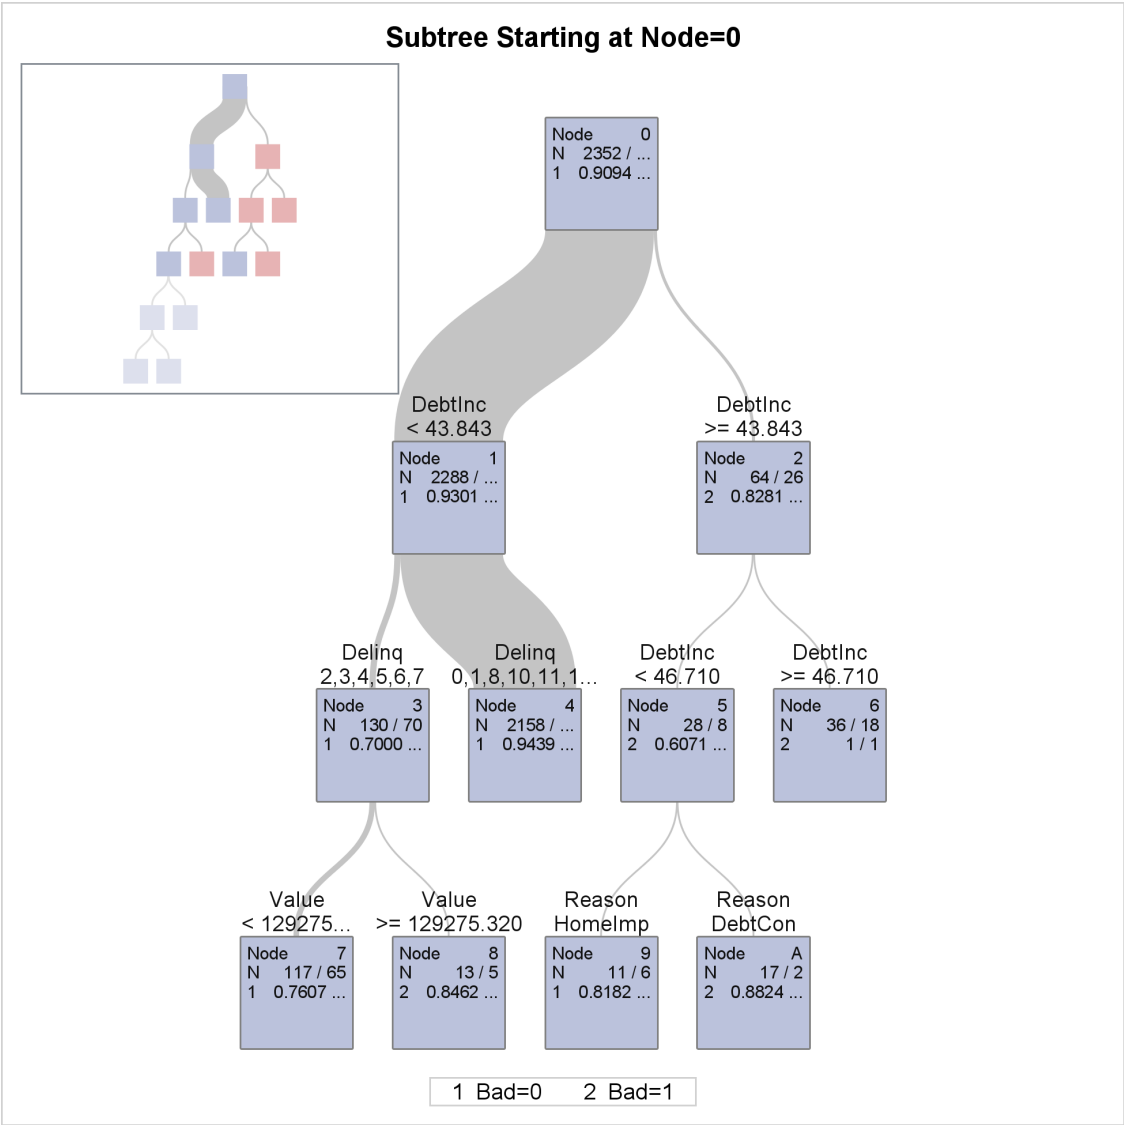 Subtree Starting at Node=0
Node 0
N 2352 / ...
1 0.9094 ...
DebtInc
< 43.843
DebtInc
>= 43.843
Node 1
N 2288 / ...
1 0.9301 ...
Node 2
N 64 / 26
2 0.8281 ...
Delinq
2,3,4,5,6,7
Delinq
0,1,8,10,11,1...
DebtInc
< 46.710
DebtInc
>= 46.710
Node 3
N 130 / 70
1 0.7000 ...
Node 4
N 2158 / ...
1 0.9439 ...
Node 5
N 28 / 8
2 0.6071 ...
Node 6
N 36 / 18
2 1 / 1
Value
< 129275...
Value
>= 129275.320
Reason
HomeImp
Reason
DebtCon
Node 7
N 117 / 65
1 0.7607 ...
Node 8
N 13 / 5
2 0.8462 ...
Node 9
N 11 / 6
1 0.8182 ...
Node A
N 17 / 2
2 0.8824 ...
1 Bad=0 2 Bad=1